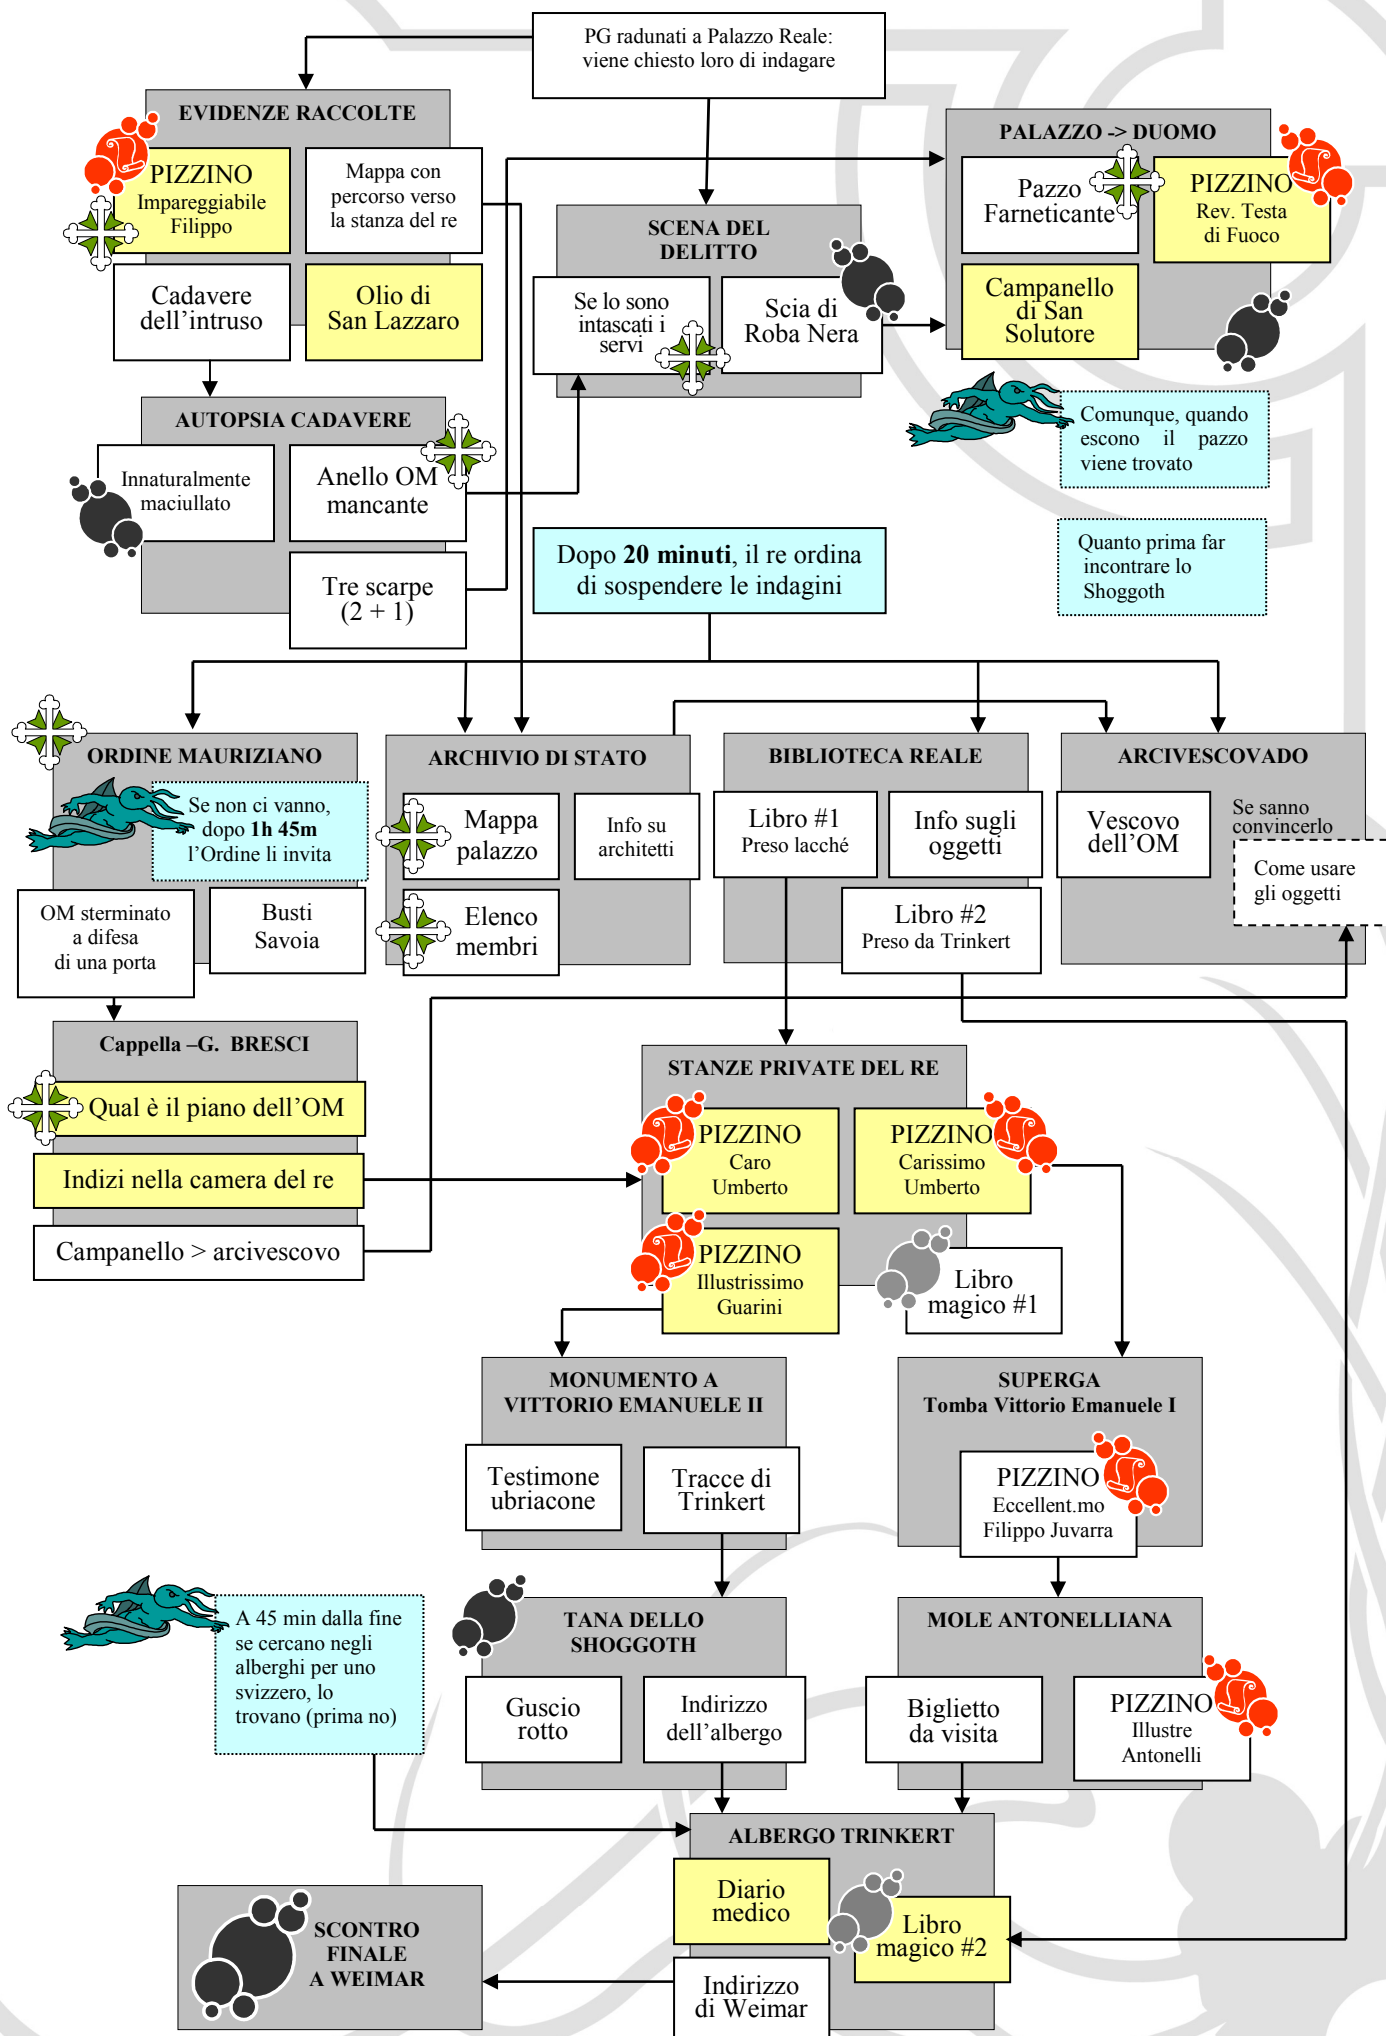 PG radunati a Palazzo Reale:
viene chiesto loro di indagare
EVIDENZE RACCOLTE
PIZZINO
Impareggiabile
Filippo
Mappa con
percorso verso
la stanza del re
Cadavere
dell’intruso
Olio di
San Lazzaro
PALAZZO -> DUOMO
Pazzo
Farneticante
PIZZINO
Rev. Testa
di Fuoco
Campanello
di San
Solutore
SCENA DEL
DELITTO
Se lo sono
intascati i
servi
Scia di
Roba Nera
AUTOPSIA CADAVERE
Innaturalmente
maciullato
Anello OM
mancante
Tre scarpe
(2 + 1)
Comunque, quando
escono il pazzo
viene trovato
Quanto prima far
incontrare lo
Shoggoth
Dopo 20 minuti, il re ordina
di sospendere le indagini
ORDINE MAURIZIANO
Se non ci vanno,
dopo 1h 45m
l’Ordine li invita
OM sterminato
a difesa
di una porta
Busti
Savoia
ARCHIVIO DI STATO
Mappa
palazzo
Info su
architetti
Elenco
membri
BIBLIOTECA REALE
Libro #1
Preso lacché
Info sugli
oggetti
Libro #2
Preso da Trinkert
ARCIVESCOVADO
Vescovo
dell’OM
Se sanno
convincerlo
Come usare
gli oggetti
Cappella –G. BRESCI
Qual è il piano dell’OM
Indizi nella camera del re
Campanello > arcivescovo
STANZE PRIVATE DEL RE
PIZZINO
Caro
Umberto
PIZZINO
Carissimo
Umberto
PIZZINO
Illustrissimo
Guarini
Libro
magico #1
MONUMENTO A
VITTORIO EMANUELE II
Testimone
ubriacone
Tracce di
Trinkert
SUPERGA
Tomba Vittorio Emanuele I
PIZZINO
Eccellent.mo
Filippo Juvarra
A 45 min dalla fine
se cercano negli
alberghi per uno
svizzero, lo
trovano (prima no)
TANA DELLO
SHOGGOTH
Guscio
rotto
Indirizzo
dell’albergo
MOLE ANTONELLIANA
Biglietto
da visita
PIZZINO
Illustre
Antonelli
ALBERGO TRINKERT
Diario
medico
Libro
magico #2
Indirizzo
di Weimar
SCONTRO
FINALE
A WEIMAR